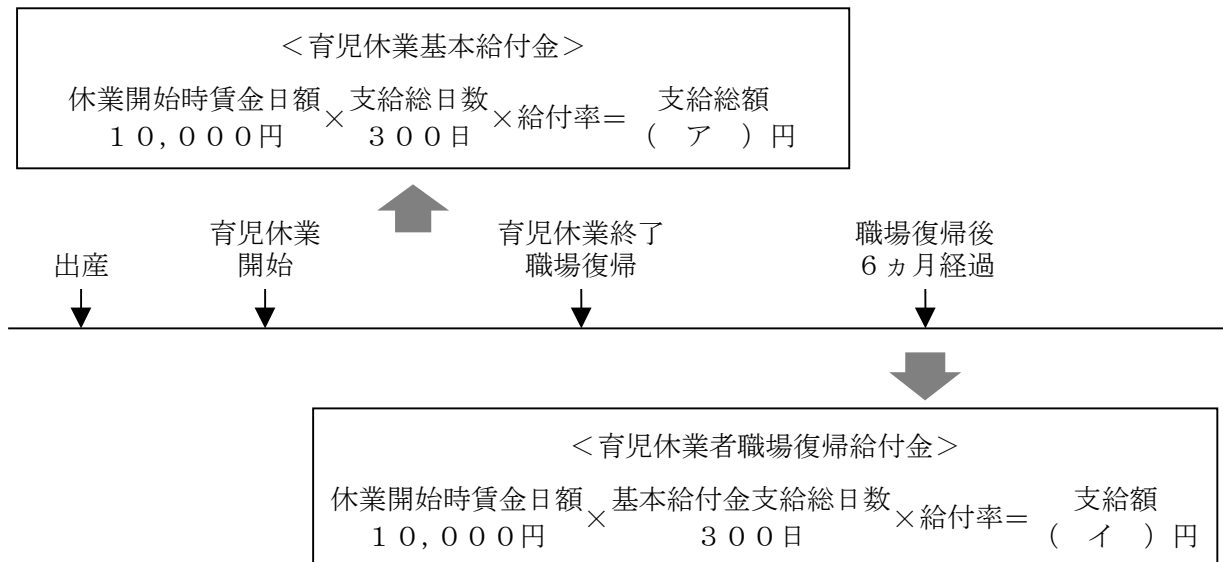 ＜育児休業基本給付金＞
休業開始時賃金日額 支給総日数 支給総額
１０,０００円 × ３００日 ×給付率＝ （ ア ）円
育児休業 育児休業終了 職場復帰後
出産 開始 職場復帰 ６ヵ月経過
＜育児休業者職場復帰給付金＞
休業開始時賃金日額 基本給付金支給総日数 支給額
１０,０００円 × ３００日 ×給付率＝ （ イ ）円